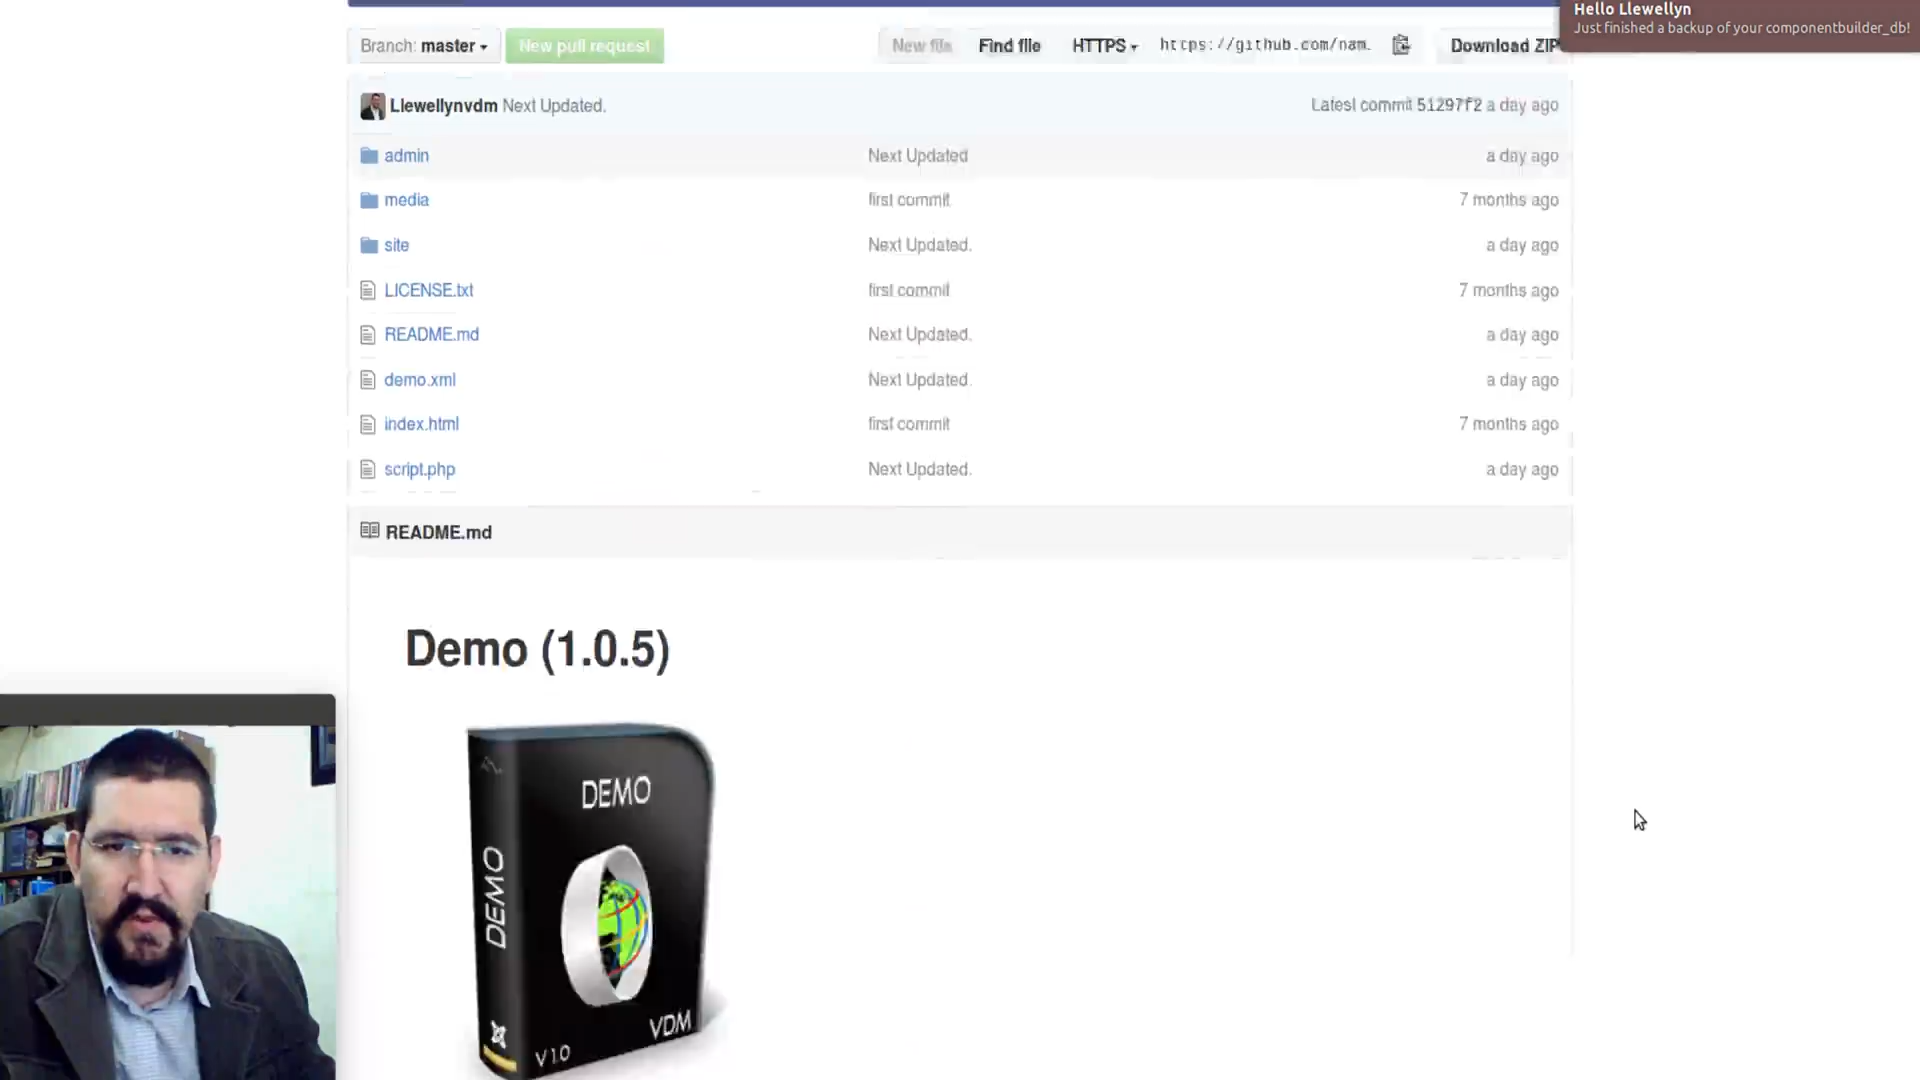 Hello Llewellyn
Just finished a backup of your componentbuilder_db!
Branch: master
New pull request
New file
Find file
HTTPS
https://github.com/nam.
Download ZIP
Llewellynvdm Next Updated.
Latest commit 51297f2 a day ago
admin Next Updated a day ago
media first commit 7 months ago
site Next Updated. a day ago
LICENSE.txt first commit 7 months ago
README.md Next Updated. a day ago
demo.xml Next Updated. a day ago
index.html first commit 7 months ago
script.php Next Updated. a day ago
README.md
Demo (1.0.5)
DEMO
DEMO
VDM
V 1.0